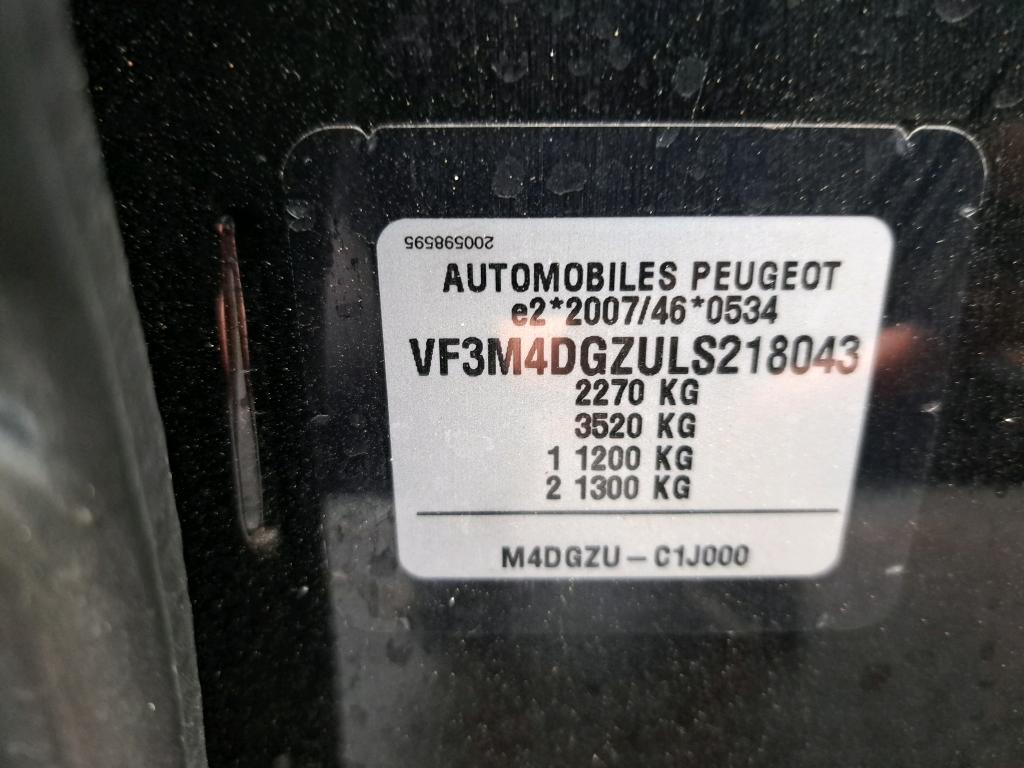 200598595
AUTOMOBILES PEUGEOT
e2*2007/46*0534
VF3M4DGZULS218043
2270 KG
3520 KG
1 1200 KG
2 1300 KG
M4DGZU – C1J000